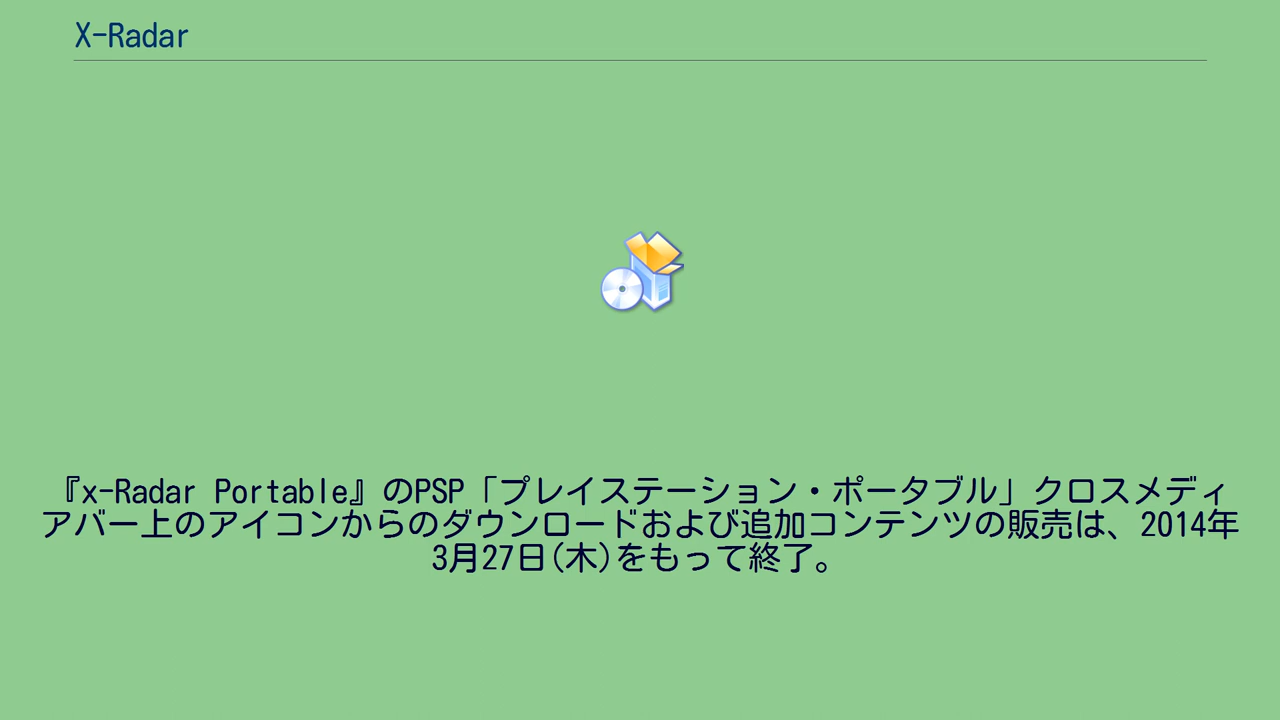 X-Radar
『x-Radar Portable』のPSP「プレイステーション・ポータブル」クロスメディ
アバー上のアイコンからのダウンロードおよび追加コンテンツの販売は、2014年
3月27日(木)をもって終了。